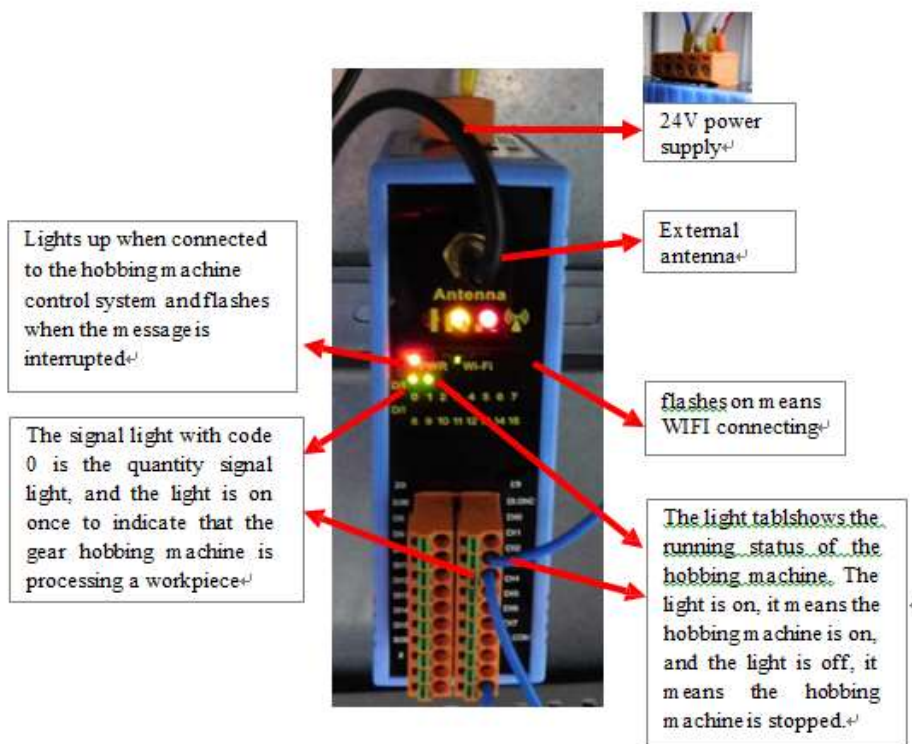 24V power
supply
External
antenna
Lights up when connected
to the hobbing machine
control system and flashes
when the message is
interrupted
Antenna
PWR Wi-Fi
DI 0 1 2 4 5 6 7
DI 8 9 10 11 12 13 14 15
flashes on means
WIFI connecting
The signal light with code
0 is the quantity signal
light, and the light is on
once to indicate that the
gear hobbing machine is
processing a workpiece
The light tablshows the
running status of the
hobbing machine. The
light is on, it means the
hobbing machine is on,
and the light is off, it
means the hobbing
machine is stopped.